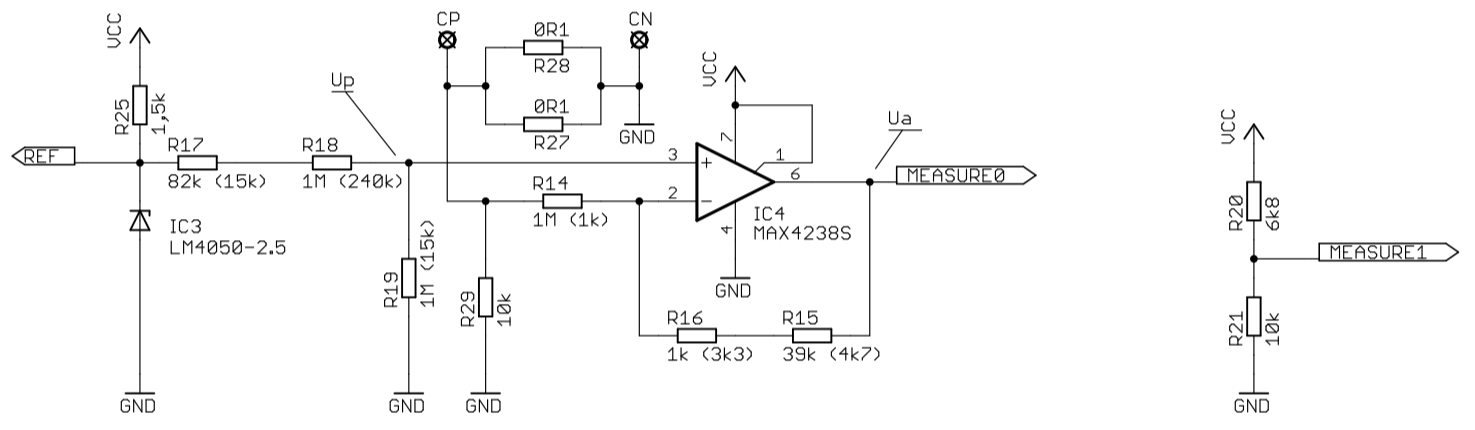 VCC
R25
1,5k
REF
R17
82k (15k)
R18
1M (240k)
Up
IC3
LM4050-2.5
GND
R19
1M (15k)
GND
CP
CN
0R1
R28
0R1
R27
GND
R14
1M (1k)
R29
10k
GND
VCC
7
3
+
1
2
-
6
4
IC4
MAX4238S
GND
Ua
MEASURE0
R16
1k (3k3)
R15
39k (4k7)
VCC
R20
6k8
MEASURE1
R21
10k
GND